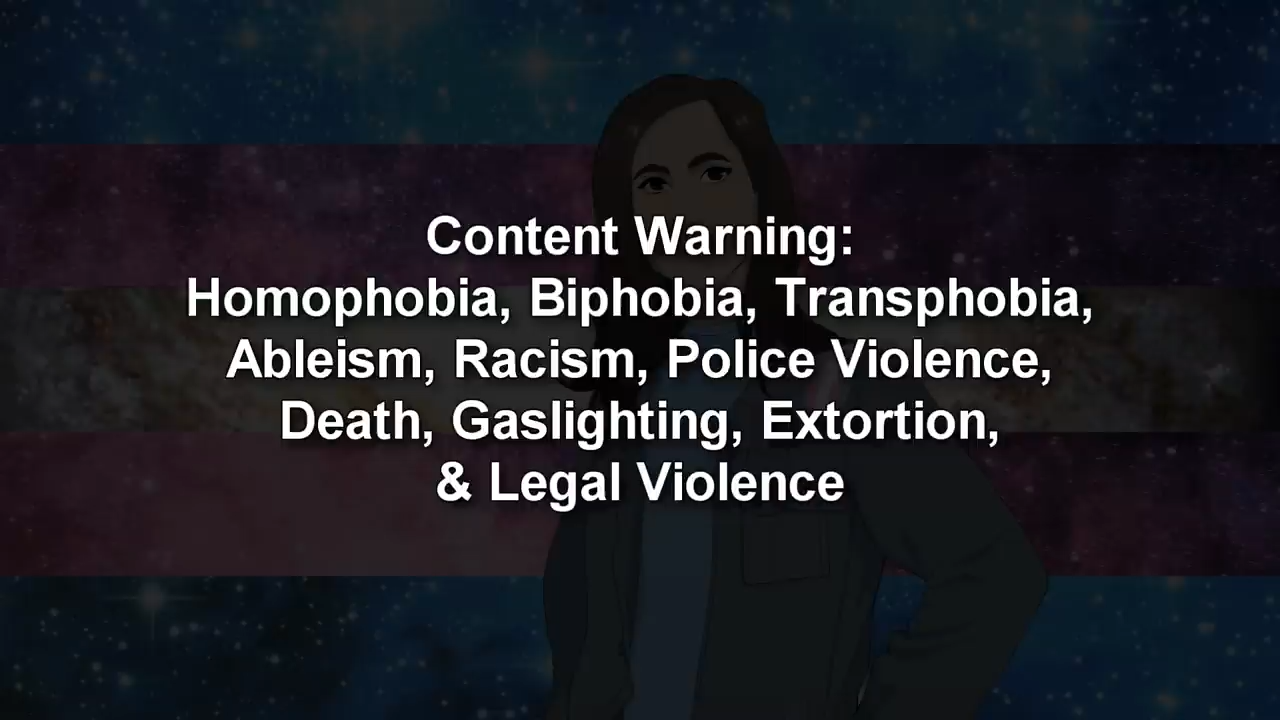 Content Warning:
Homophobia, Biphobia, Transphobia,
Ableism, Racism, Police Violence,
Death, Gaslighting, Extortion,
& Legal Violence